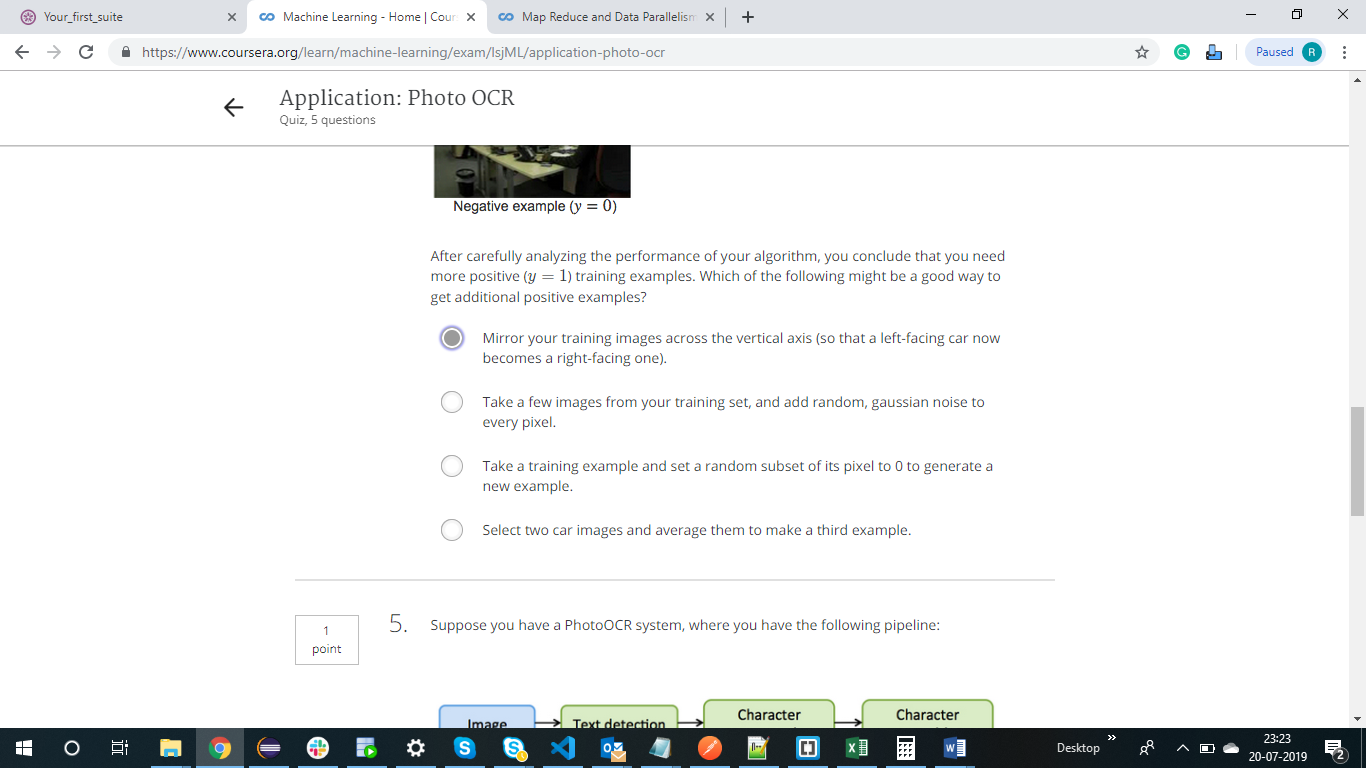 Your_first_suite
Machine Learning - Home | Cour
Map Reduce and Data Parallelism
https://www.coursera.org/learn/machine-learning/exam/lsjML/application-photo-ocr
Paused R
Application: Photo OCR
Quiz, 5 questions
Negative example (y = 0)
After carefully analyzing the performance of your algorithm, you conclude that you need
more positive (y = 1) training examples. Which of the following might be a good way to
get additional positive examples?
Mirror your training images across the vertical axis (so that a left-facing car now
becomes a right-facing one).
Take a few images from your training set, and add random, gaussian noise to
every pixel.
Take a training example and set a random subset of its pixel to 0 to generate a
new example.
Select two car images and average them to make a third example.
1
point
5. Suppose you have a PhotoOCR system, where you have the following pipeline:
Image
Text detection
Character
Character
Desktop
23:23
20-07-2019
2